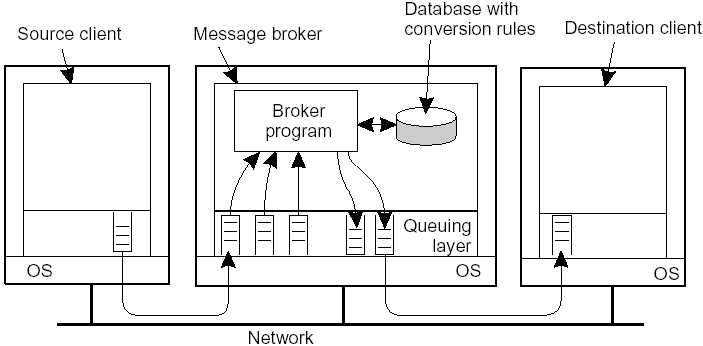 Source client
Message broker
Database with
conversion rules
Destination client
Broker
program
Queuing
layer
OS
OS
OS
Network